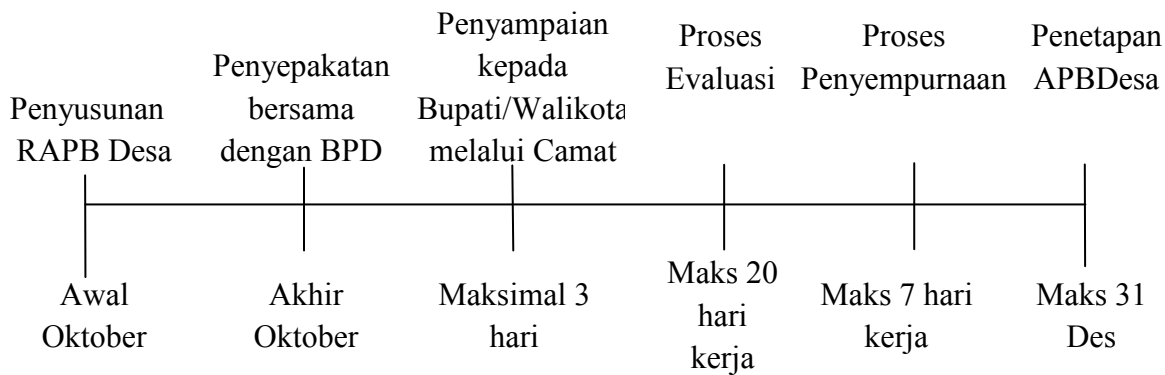 Penyusunan
RAPB Desa
Penyepakatan
bersama
dengan BPD
Penyampaian
kepada
Bupati/Walikota
melalui Camat
Proses
Evaluasi
Proses
Penyempurnaan
Penetapan
APBDesa
Awal
Oktober
Akhir
Oktober
Maksimal 3
hari
Maks 20
hari
kerja
Maks 7 hari
kerja
Maks 31
Des